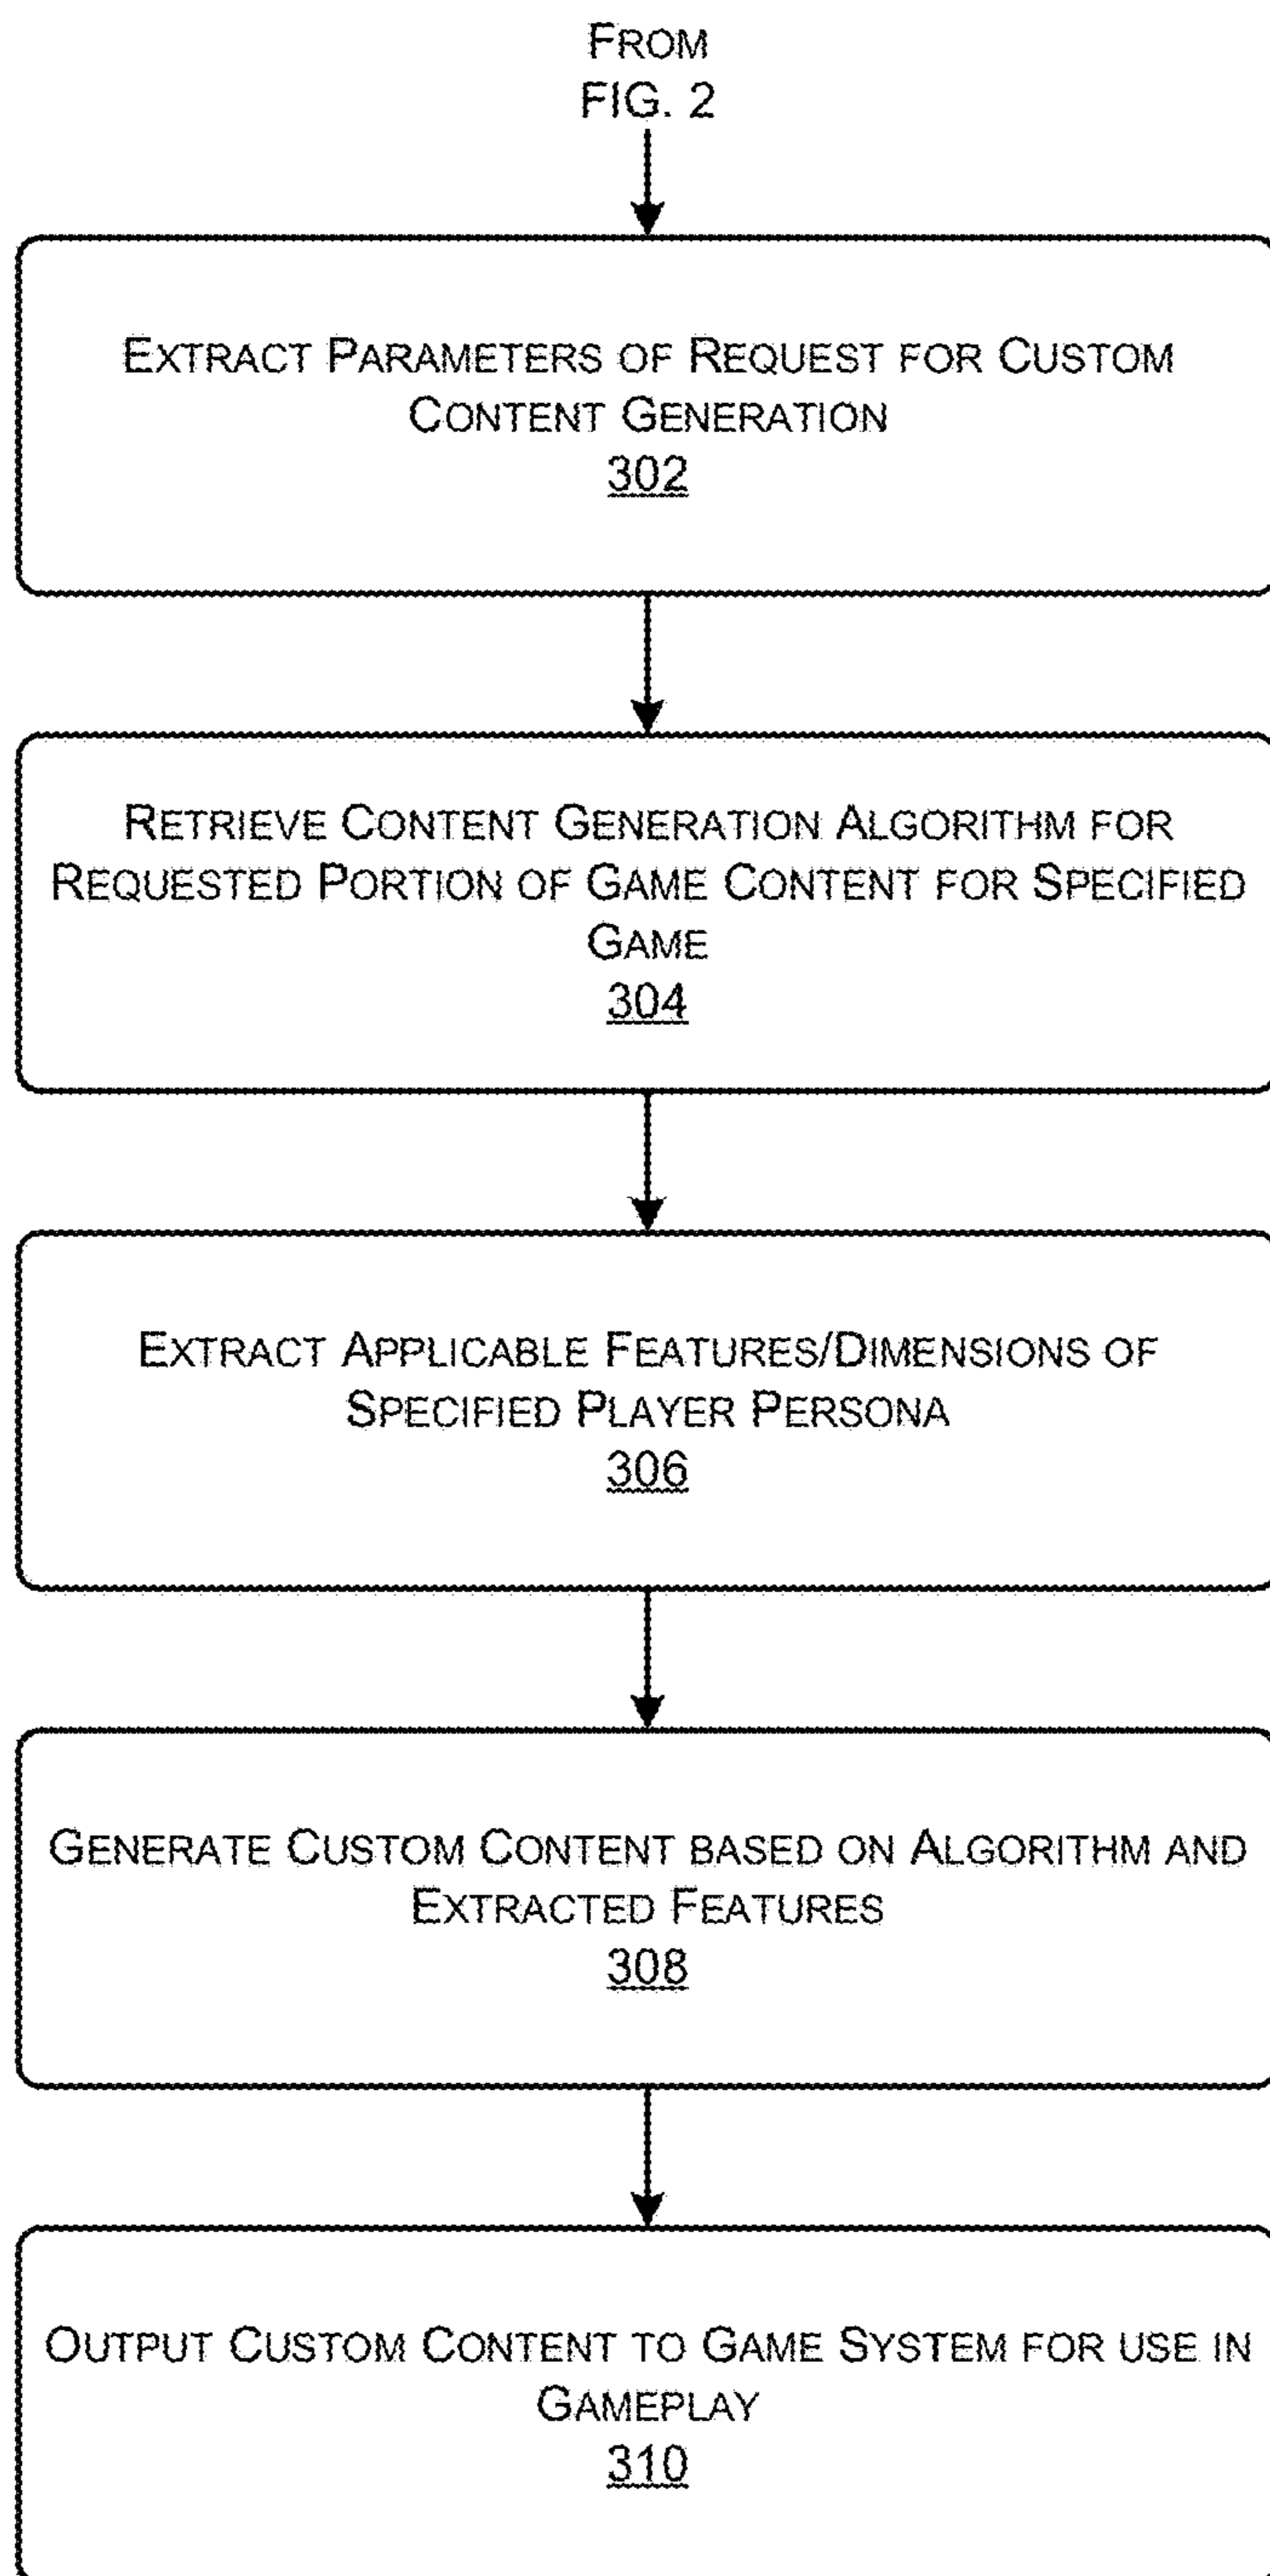 FROM
FIG. 2
EXTRACT PARAMETERS OF REQUEST FOR CUSTOM
CONTENT GENERATION
302
RETRIEVE CONTENT GENERATION ALGORITHM FOR
REQUESTED PORTION OF GAME CONTENT FOR SPECIFIED
GAME
304
EXTRACT APPLICABLE FEATURES/DIMENSIONS OF
SPECIFIED PLAYER PERSONA
306
GENERATE CUSTOM CONTENT BASED ON ALGORITHM AND
EXTRACTED FEATURES
308
OUTPUT CUSTOM CONTENT TO GAME SYSTEM FOR USE IN
GAMEPLAY
310